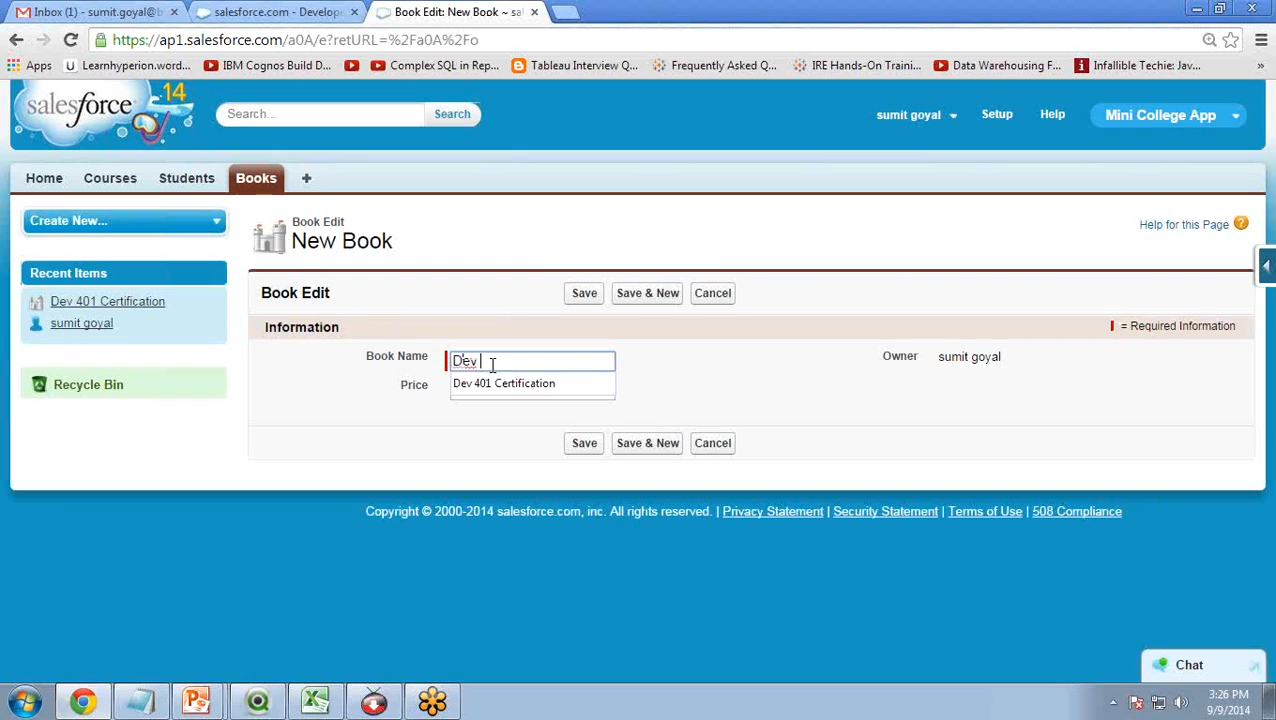 Inbox (1) - sumit.goyal@b
salesforce.com - Develope
Book Edit: New Book ~ sa
https://ap1.salesforce.com/a0A/e?retURL=%2Fa0A%2Fo
Apps
Learnhyperion.word...
IBM Cognos Build D...
Complex SQL in Rep...
Tableau Interview Q...
Frequently Asked Q...
IRE Hands-On Traini...
Data Warehousing F...
Infallible Techie: Jav...
»
salesforce
14
Search...
Search
sumit goyal
Setup
Help
Mini College App
Home
Courses
Students
Books
+
Create New...
Book Edit
New Book
Help for this Page ?
Recent Items
Dev 401 Certification
sumit goyal
Recycle Bin
Book Edit
Save
Save & New
Cancel
Information
= Required Information
Book Name
Dev
Owner
sumit goyal
Dev 401 Certification
Price
Save
Save & New
Cancel
Copyright © 2000-2014 salesforce.com, inc. All rights reserved. | Privacy Statement | Security Statement | Terms of Use | 508 Compliance
Chat
3:26 PM
9/9/2014